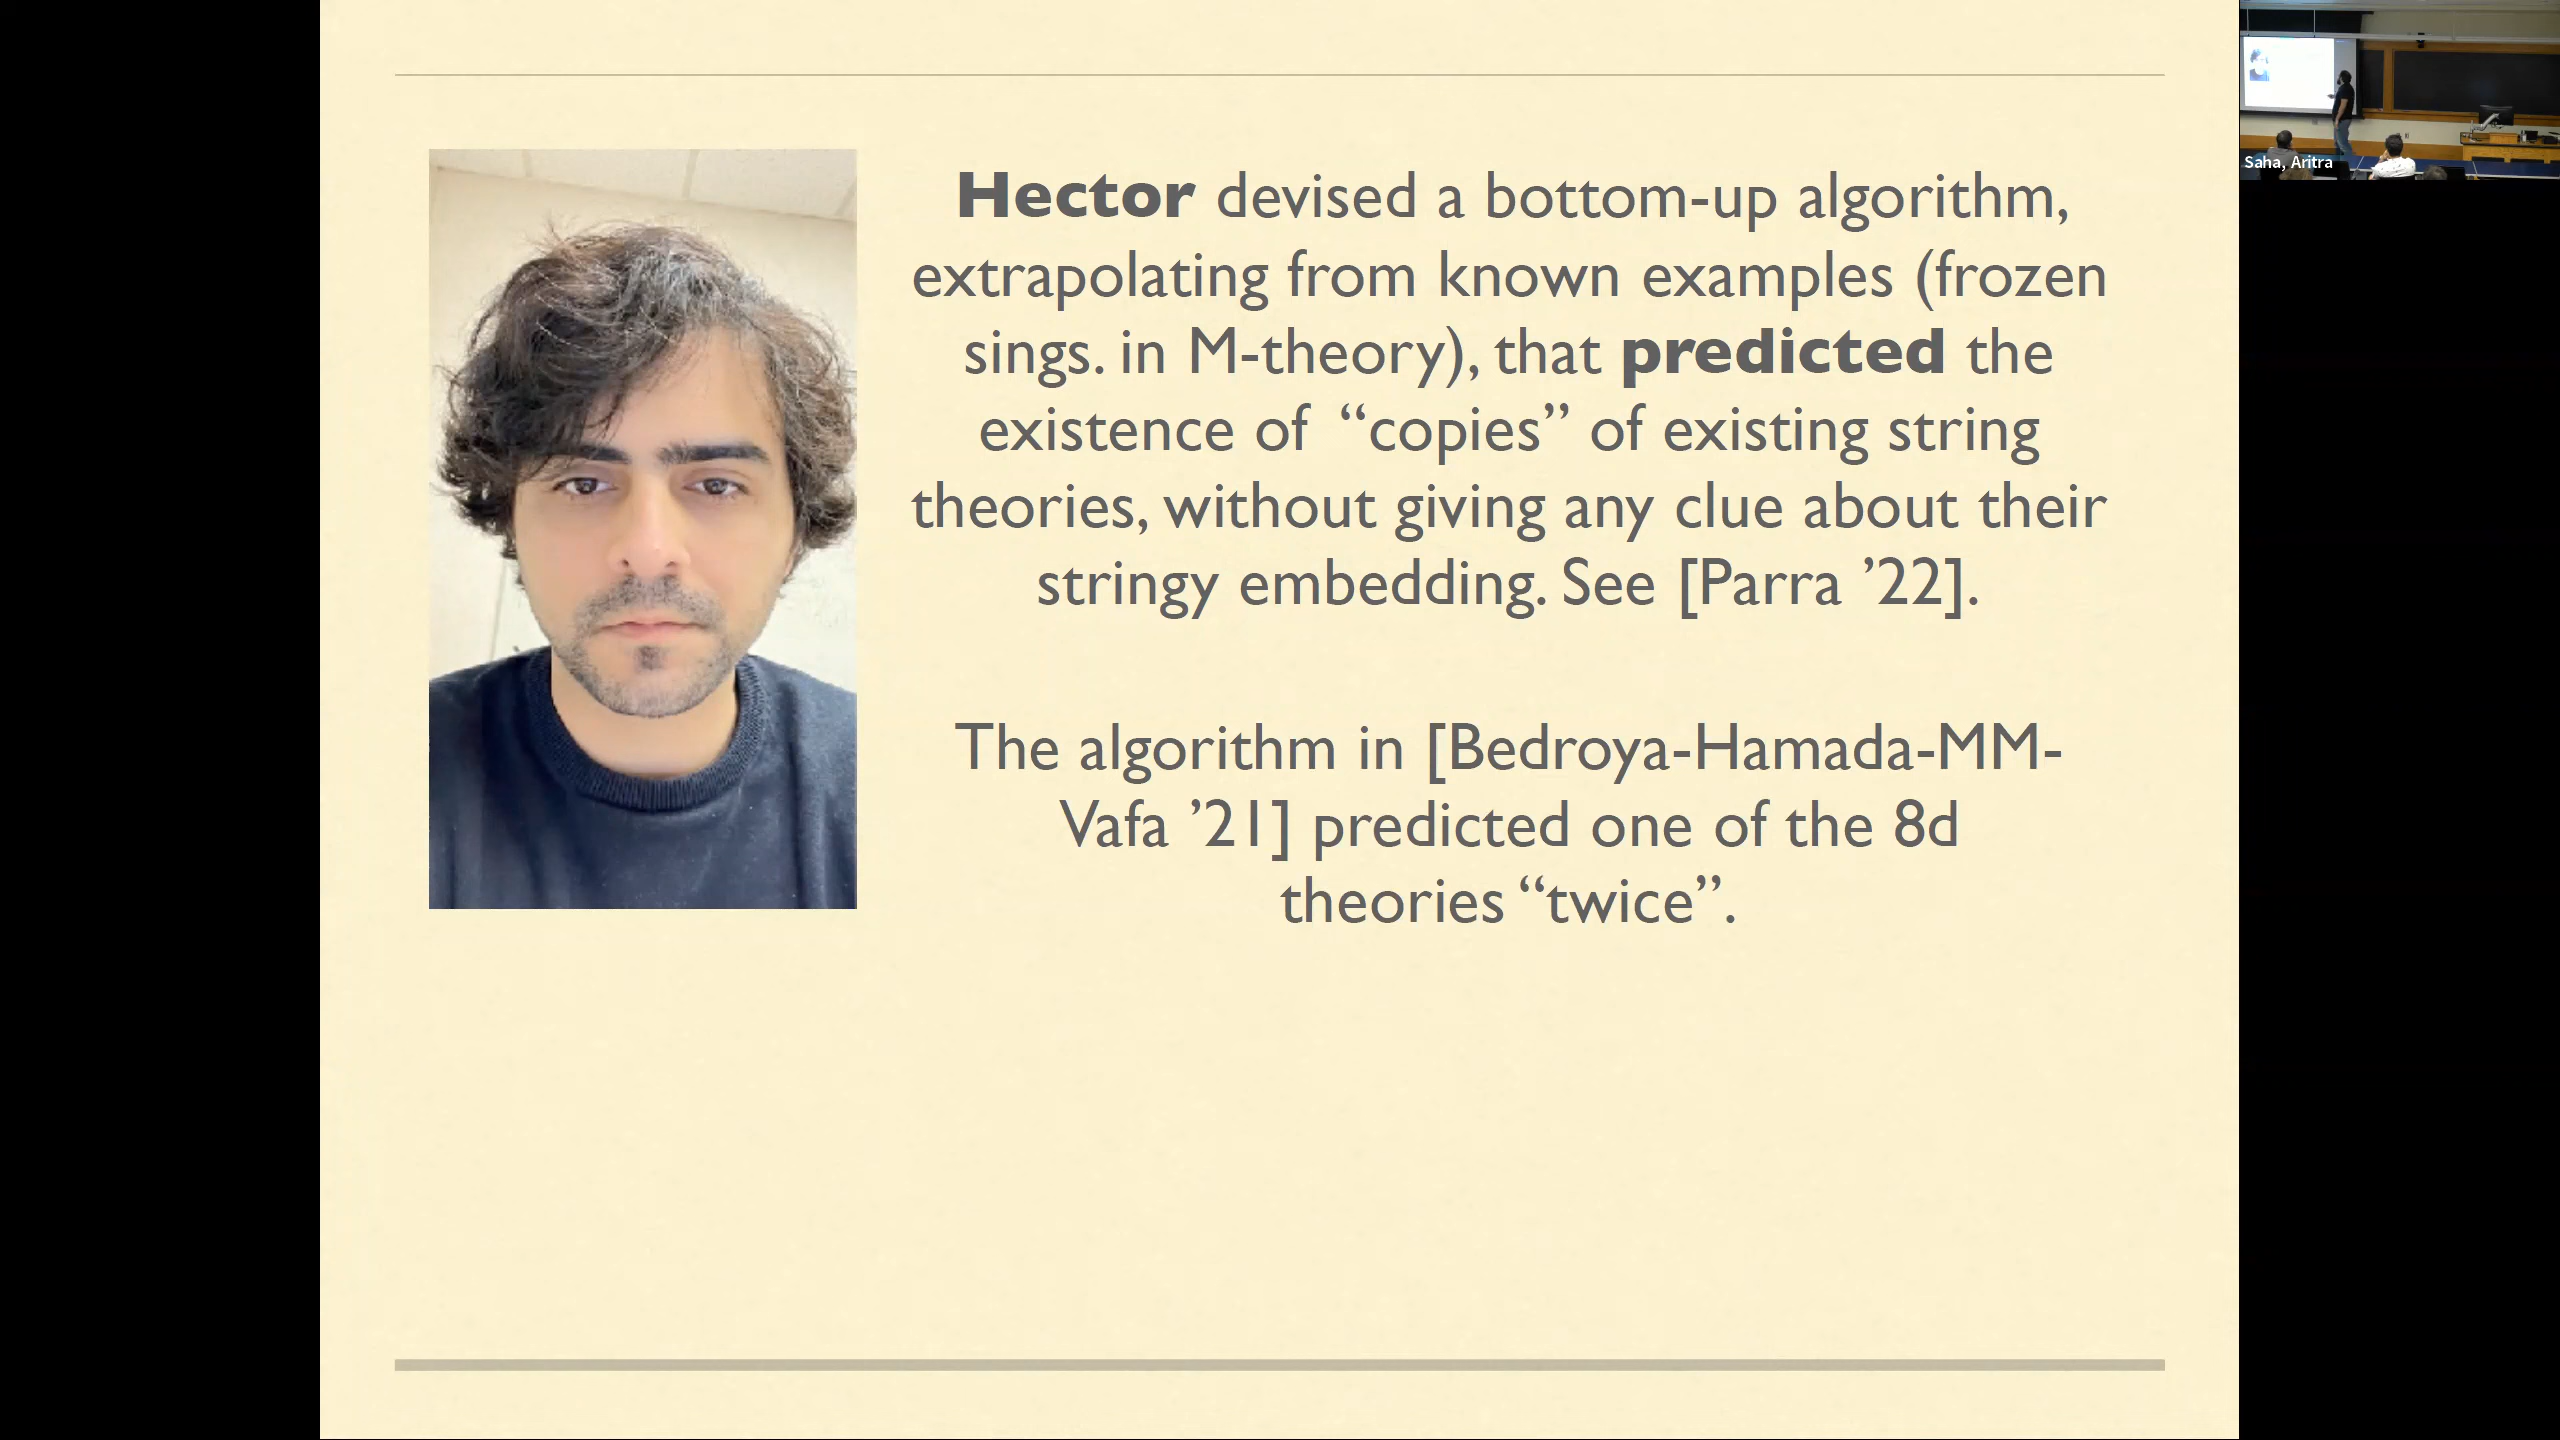 Hector devised a bottom-up algorithm,
extrapolating from known examples (frozen
sings. in M-theory), that predicted the
existence of “copies” of existing string
theories, without giving any clue about their
stringy embedding. See [Parra ’22].
The algorithm in [Bedroya-Hamada-MM-
Vafa ’21] predicted one of the 8d
theories “twice”.
Saha, Aritra